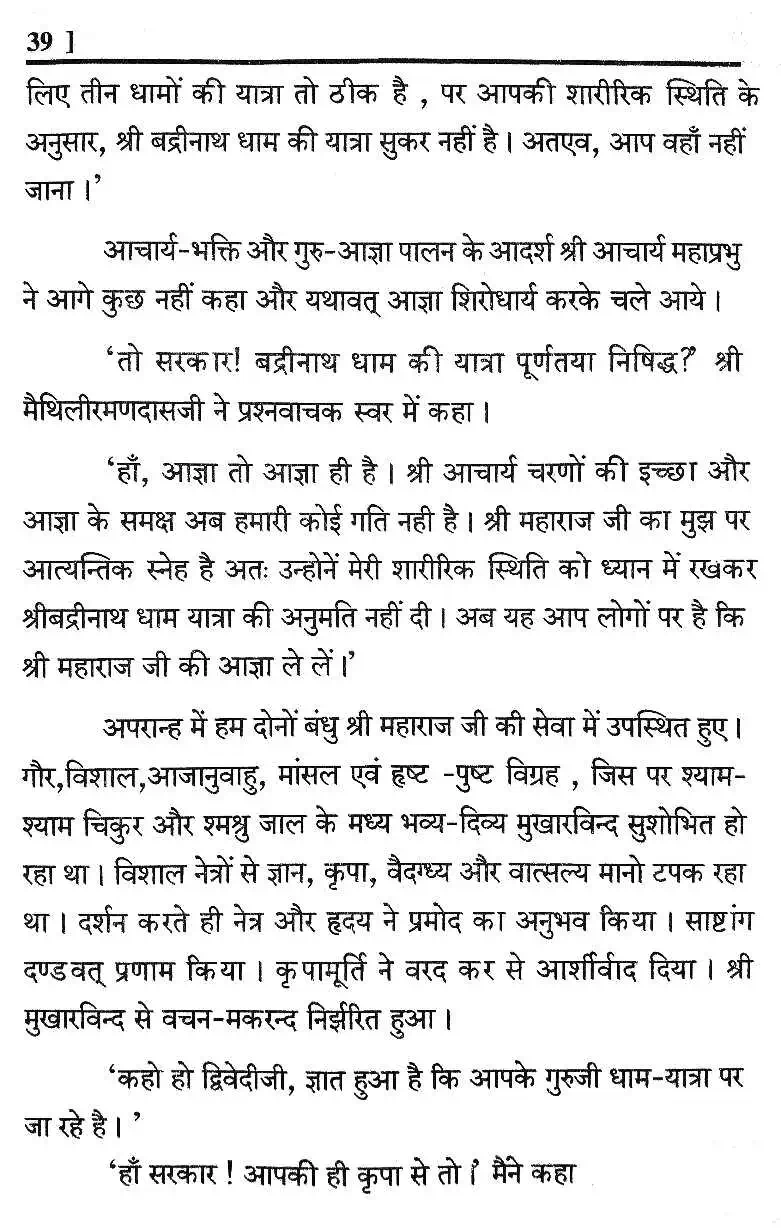 39 ]
लिए तीन धामों की यात्रा तो ठीक है , पर आपकी शारीरिक स्थिति के
अनुसार, श्री बद्रीनाथ धाम की यात्रा सुकर नहीं है । अतएव, आप वहाँ नहीं
जाना ।’
आचार्य-भक्ति और गुरु-आज्ञा पालन के आदर्श श्री आचार्य महाप्रभु
ने आगे कुछ नहीं कहा और यथावत् आज्ञा शिरोधार्य करके चले आये ।
‘तो सरकार! बद्रीनाथ धाम की यात्रा पूर्णतया निषिद्ध?’ श्री
मैथिलीरमणदासजी ने प्रश्नवाचक स्वर में कहा ।
‘हाँ, आज्ञा तो आज्ञा ही है । श्री आचार्य चरणों की इच्छा और
आज्ञा के समक्ष अब हमारी कोई गति नही है । श्री महाराज जी का मुझ पर
आत्यन्तिक स्नेह है अतः उन्होनें मेरी शारीरिक स्थिति को ध्यान में रखकर
श्रीबद्रीनाथ धाम यात्रा की अनुमति नहीं दी । अब यह आप लोगों पर है कि
श्री महाराज जी की आज्ञा ले लें ।’
अपरान्ह में हम दोनों बंधु श्री महाराज जी की सेवा में उपस्थित हुए ।
गौर,विशाल,आजानुवाहु, मांसल एवं हृष्ट -पुष्ट विग्रह , जिस पर श्याम-
श्याम चिकुर और श्मश्रु जाल के मध्य भव्य-दिव्य मुखारविन्द सुशोभित हो
रहा था । विशाल नेत्रों से ज्ञान, कृपा, वैदग्ध्य और वात्सल्य मानो टपक रहा
था । दर्शन करते ही नेत्र और हृदय ने प्रमोद का अनुभव किया । साष्टांग
दण्डवत् प्रणाम किया । कृपामूर्ति ने वरद कर से आर्शीर्वाद दिया । श्री
मुखारविन्द से वचन-मकरन्द निर्झरित हुआ ।
‘कहो हो द्विवेदीजी, ज्ञात हुआ है कि आपके गुरुजी धाम-यात्रा पर
जा रहे है । ’
‘हाँ सरकार ! आपकी ही कृपा से तो ।’ मैने कहा